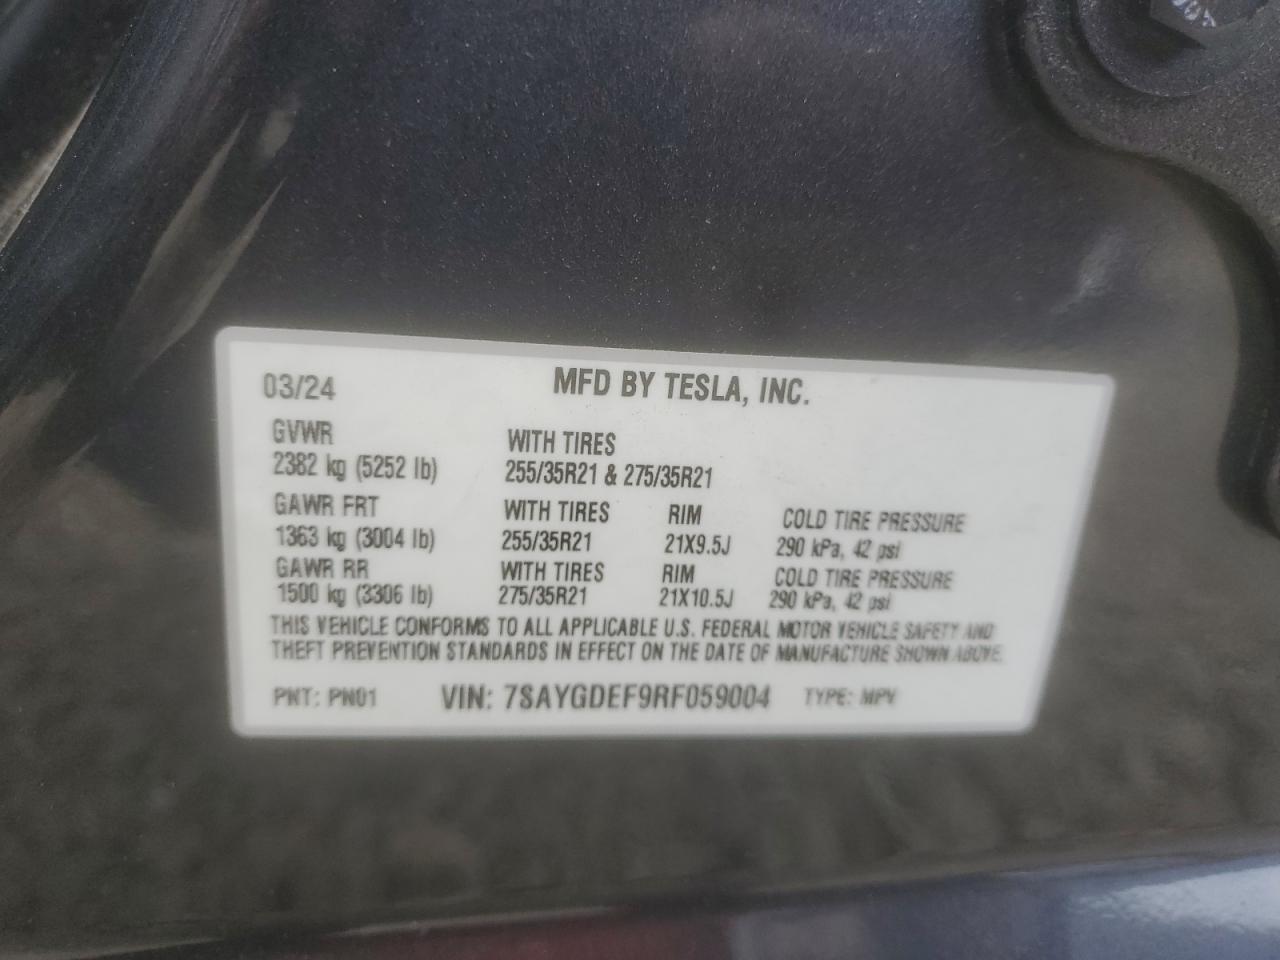 03/24 MFD BY TESLA, INC.
GVWR WITH TIRES
2382 kg (5252 lb) 255/35R21 & 275/35R21
GAWR FRT WITH TIRES RIM COLD TIRE PRESSURE
1363 kg (3004 lb) 255/35R21 21X9.5J 290 kPa, 42 psi
GAWR RR WITH TIRES RIM COLD TIRE PRESSURE
1500 kg (3306 lb) 275/35R21 21X10.5J 290 kPa, 42 psi
THIS VEHICLE CONFORMS TO ALL APPLICABLE U.S. FEDERAL MOTOR VEHICLE SAFETY AND
THEFT PREVENTION STANDARDS IN EFFECT ON THE DATE OF MANUFACTURE SHOWN ABOVE.
PNT: PN01 VIN: 7SAYGDEF9RF059004 TYPE: MPV